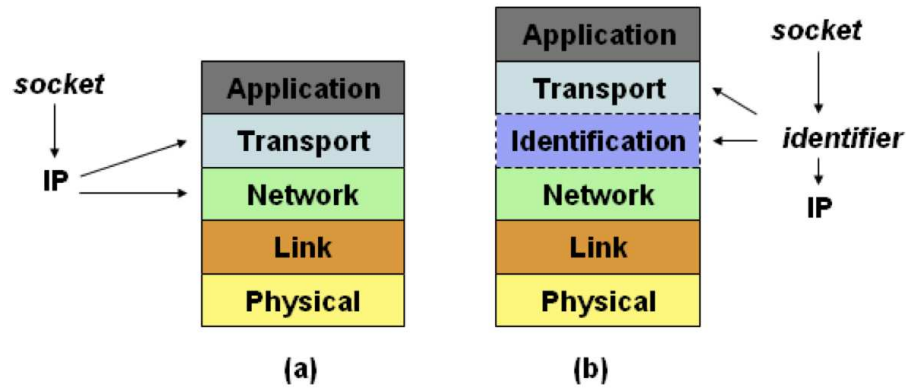 socket
IP
Application
Transport
Network
Link
Physical
(a)
Application
Transport
Identification
Network
Link
Physical
(b)
socket
identifier
IP